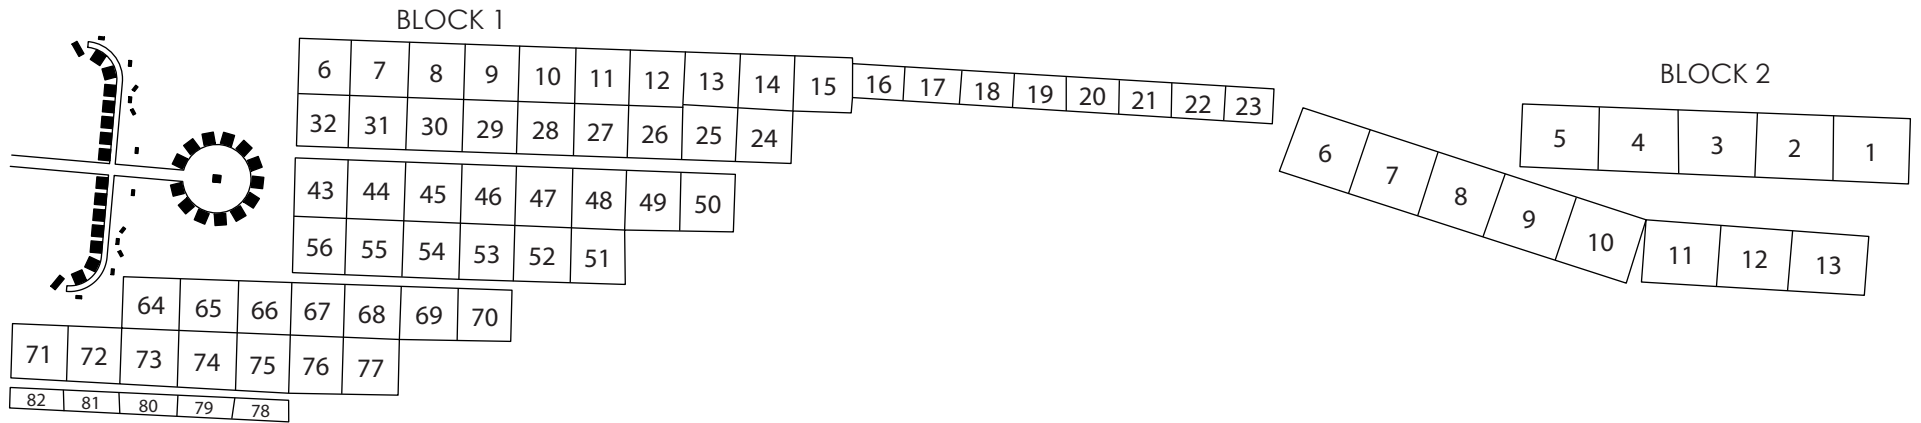 BLOCK 1
6 7 8 9 10 11 12 13 14 15 16 17 18 19 20 21 22 23
32 31 30 29 28 27 26 25 24
43 44 45 46 47 48 49 50
56 55 54 53 52 51
64 65 66 67 68 69 70
71 72 73 74 75 76 77
82 81 80 79 78
BLOCK 2
5 4 3 2 1
6 7 8 9 10 11 12 13